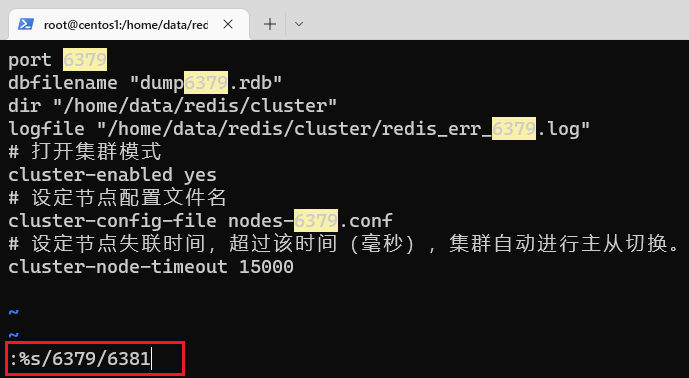 root@centos1:/home/data/red
port 6379
dbfilename "dump6379.rdb"
dir "/home/data/redis/cluster"
logfile "/home/data/redis/cluster/redis_err_6379.log"
# 打开集群模式
cluster-enabled yes
# 设定节点配置文件名
cluster-config-file nodes-6379.conf
# 设定节点失联时间，超过该时间（毫秒），集群自动进行主从切换。
cluster-node-timeout 15000
~
~
:%s/6379/6381